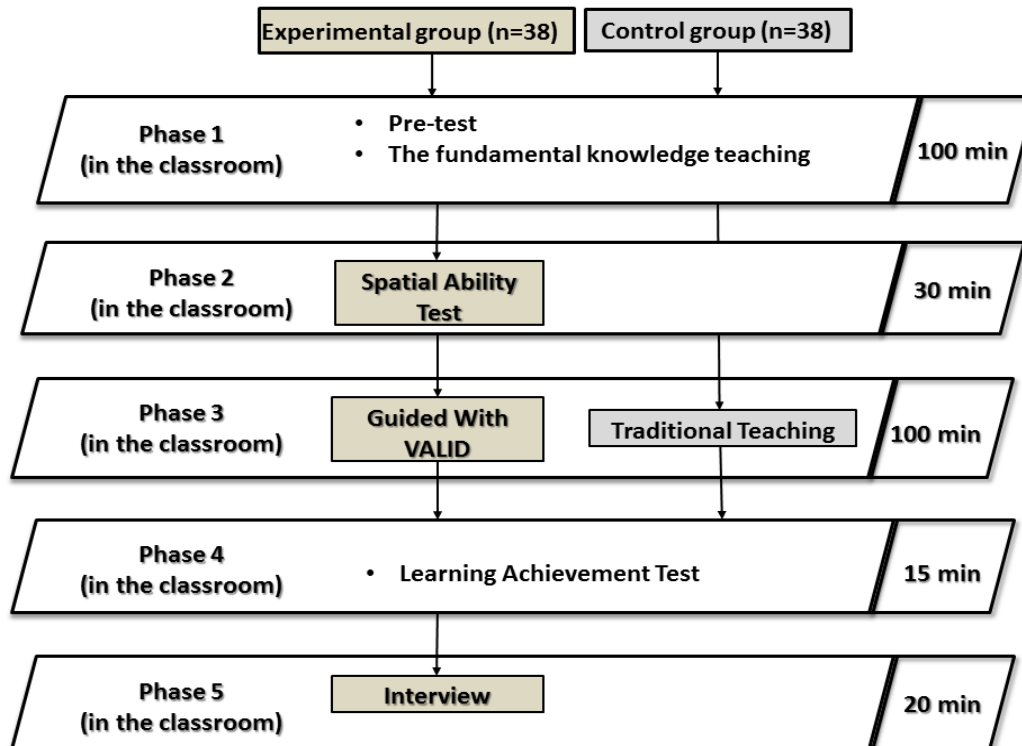 Experimental group (n=38)
Control group (n=38)
Phase 1
(in the classroom)
• Pre-test
• The fundamental knowledge teaching
100 min
Phase 2
(in the classroom)
Spatial Ability
Test
30 min
Phase 3
(in the classroom)
Guided With
VALID
Traditional Teaching
100 min
Phase 4
(in the classroom)
• Learning Achievement Test
15 min
Phase 5
(in the classroom)
Interview
20 min